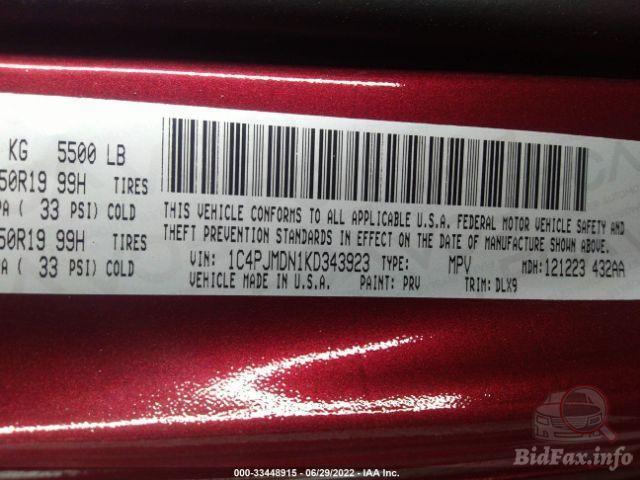 KG 5500 LB
50R19 99H TIRES
PA ( 33 PSI) COLD
50R19 99H TIRES
A ( 33 PSI) COLD
THIS VEHICLE CONFORMS TO ALL APPLICABLE U.S.A. FEDERAL MOTOR VEHICLE SAFETY AND
THEFT PREVENTION STANDARDS IN EFFECT ON THE DATE OF MANUFACTURE SHOWN ABOVE.
VIN: 1C4PJMDN1KD343923 TYPE: MPV MDH: 121223 432AA
VEHICLE MADE IN U.S.A. PAINT: PRV TRIM: DLX9
BidFax.info
000-33448915 - 06/29/2022 - IAA Inc.